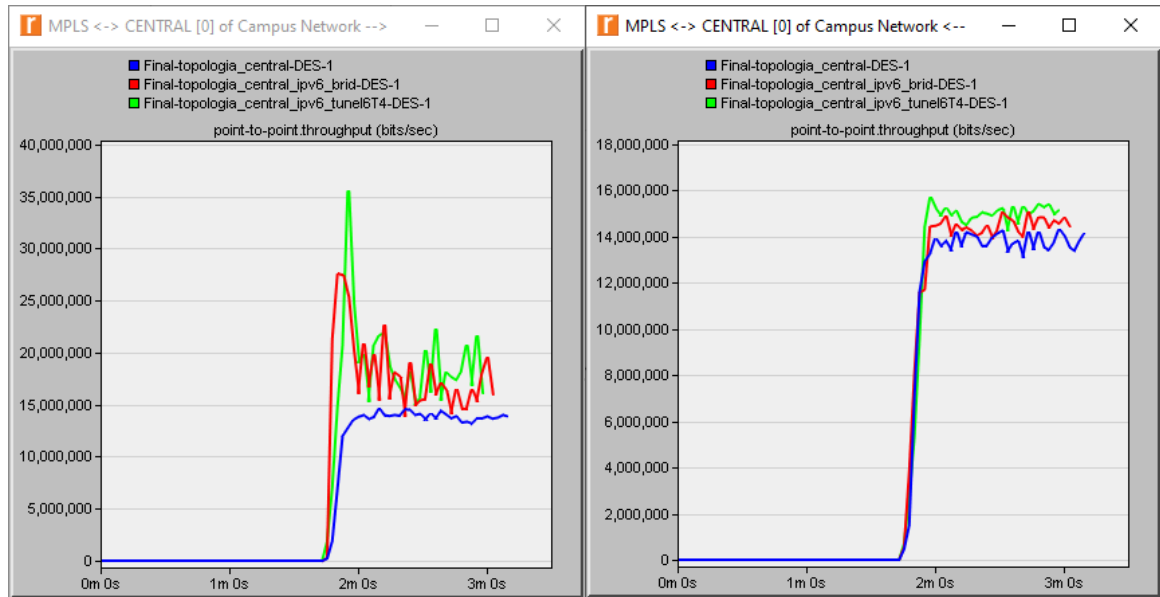 MPLS <-> CENTRAL [0] of Campus Network -->
Final-topologia_central-DES-1
Final-topologia_central_ipv6_brid-DES-1
Final-topologia_central_ipv6_tunel6T4-DES-1
point-to-point.throughput (bits/sec)
40,000,000
35,000,000
30,000,000
25,000,000
20,000,000
15,000,000
10,000,000
5,000,000
0
0m 0s 1m 0s 2m 0s 3m 0s
MPLS <-> CENTRAL [0] of Campus Network <--
Final-topologia_central-DES-1
Final-topologia_central_ipv6_brid-DES-1
Final-topologia_central_ipv6_tunel6T4-DES-1
point-to-point.throughput (bits/sec)
18,000,000
16,000,000
14,000,000
12,000,000
10,000,000
8,000,000
6,000,000
4,000,000
2,000,000
0
0m 0s 1m 0s 2m 0s 3m 0s